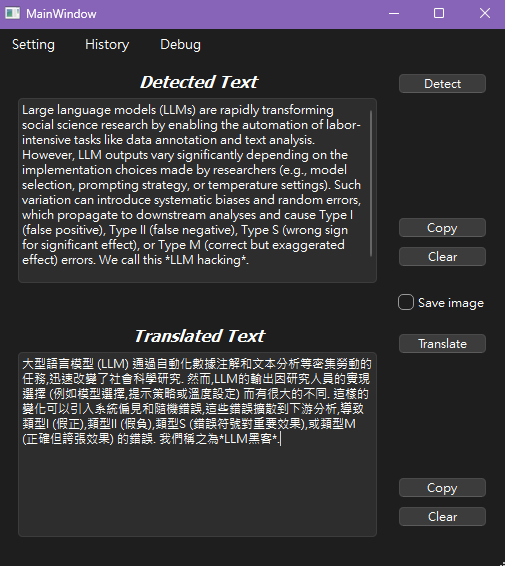 MainWindow
Setting History Debug
Detected Text
Detect
Large language models (LLMs) are rapidly transforming
social science research by enabling the automation of labor-
intensive tasks like data annotation and text analysis.
However, LLM outputs vary significantly depending on the
implementation choices made by researchers (e.g., model
selection, prompting strategy, or temperature settings). Such
variation can introduce systematic biases and random errors,
which propagate to downstream analyses and cause Type I
(false positive), Type II (false negative), Type S (wrong sign
for significant effect), or Type M (correct but exaggerated
effect) errors. We call this *LLM hacking*.
Copy
Clear
Save image
Translated Text
Translate
大型語言模型 (LLM) 通過自動化數據注解和文本分析等密集勞動的
任務,迅速改變了社會科學研究. 然而,LLM的輸出因研究人員的實現
選擇 (例如模型選擇,提示策略或溫度設定) 而有很大的不同. 這樣的
變化可以引入系統偏見和隨機錯誤,這些錯誤擴散到下游分析,導致
類型I (假正),類型II (假負),類型S (錯誤符號對重要效果),或類型M
(正確但誇張效果) 的錯誤. 我們稱之為*LLM黑客*.
Copy
Clear